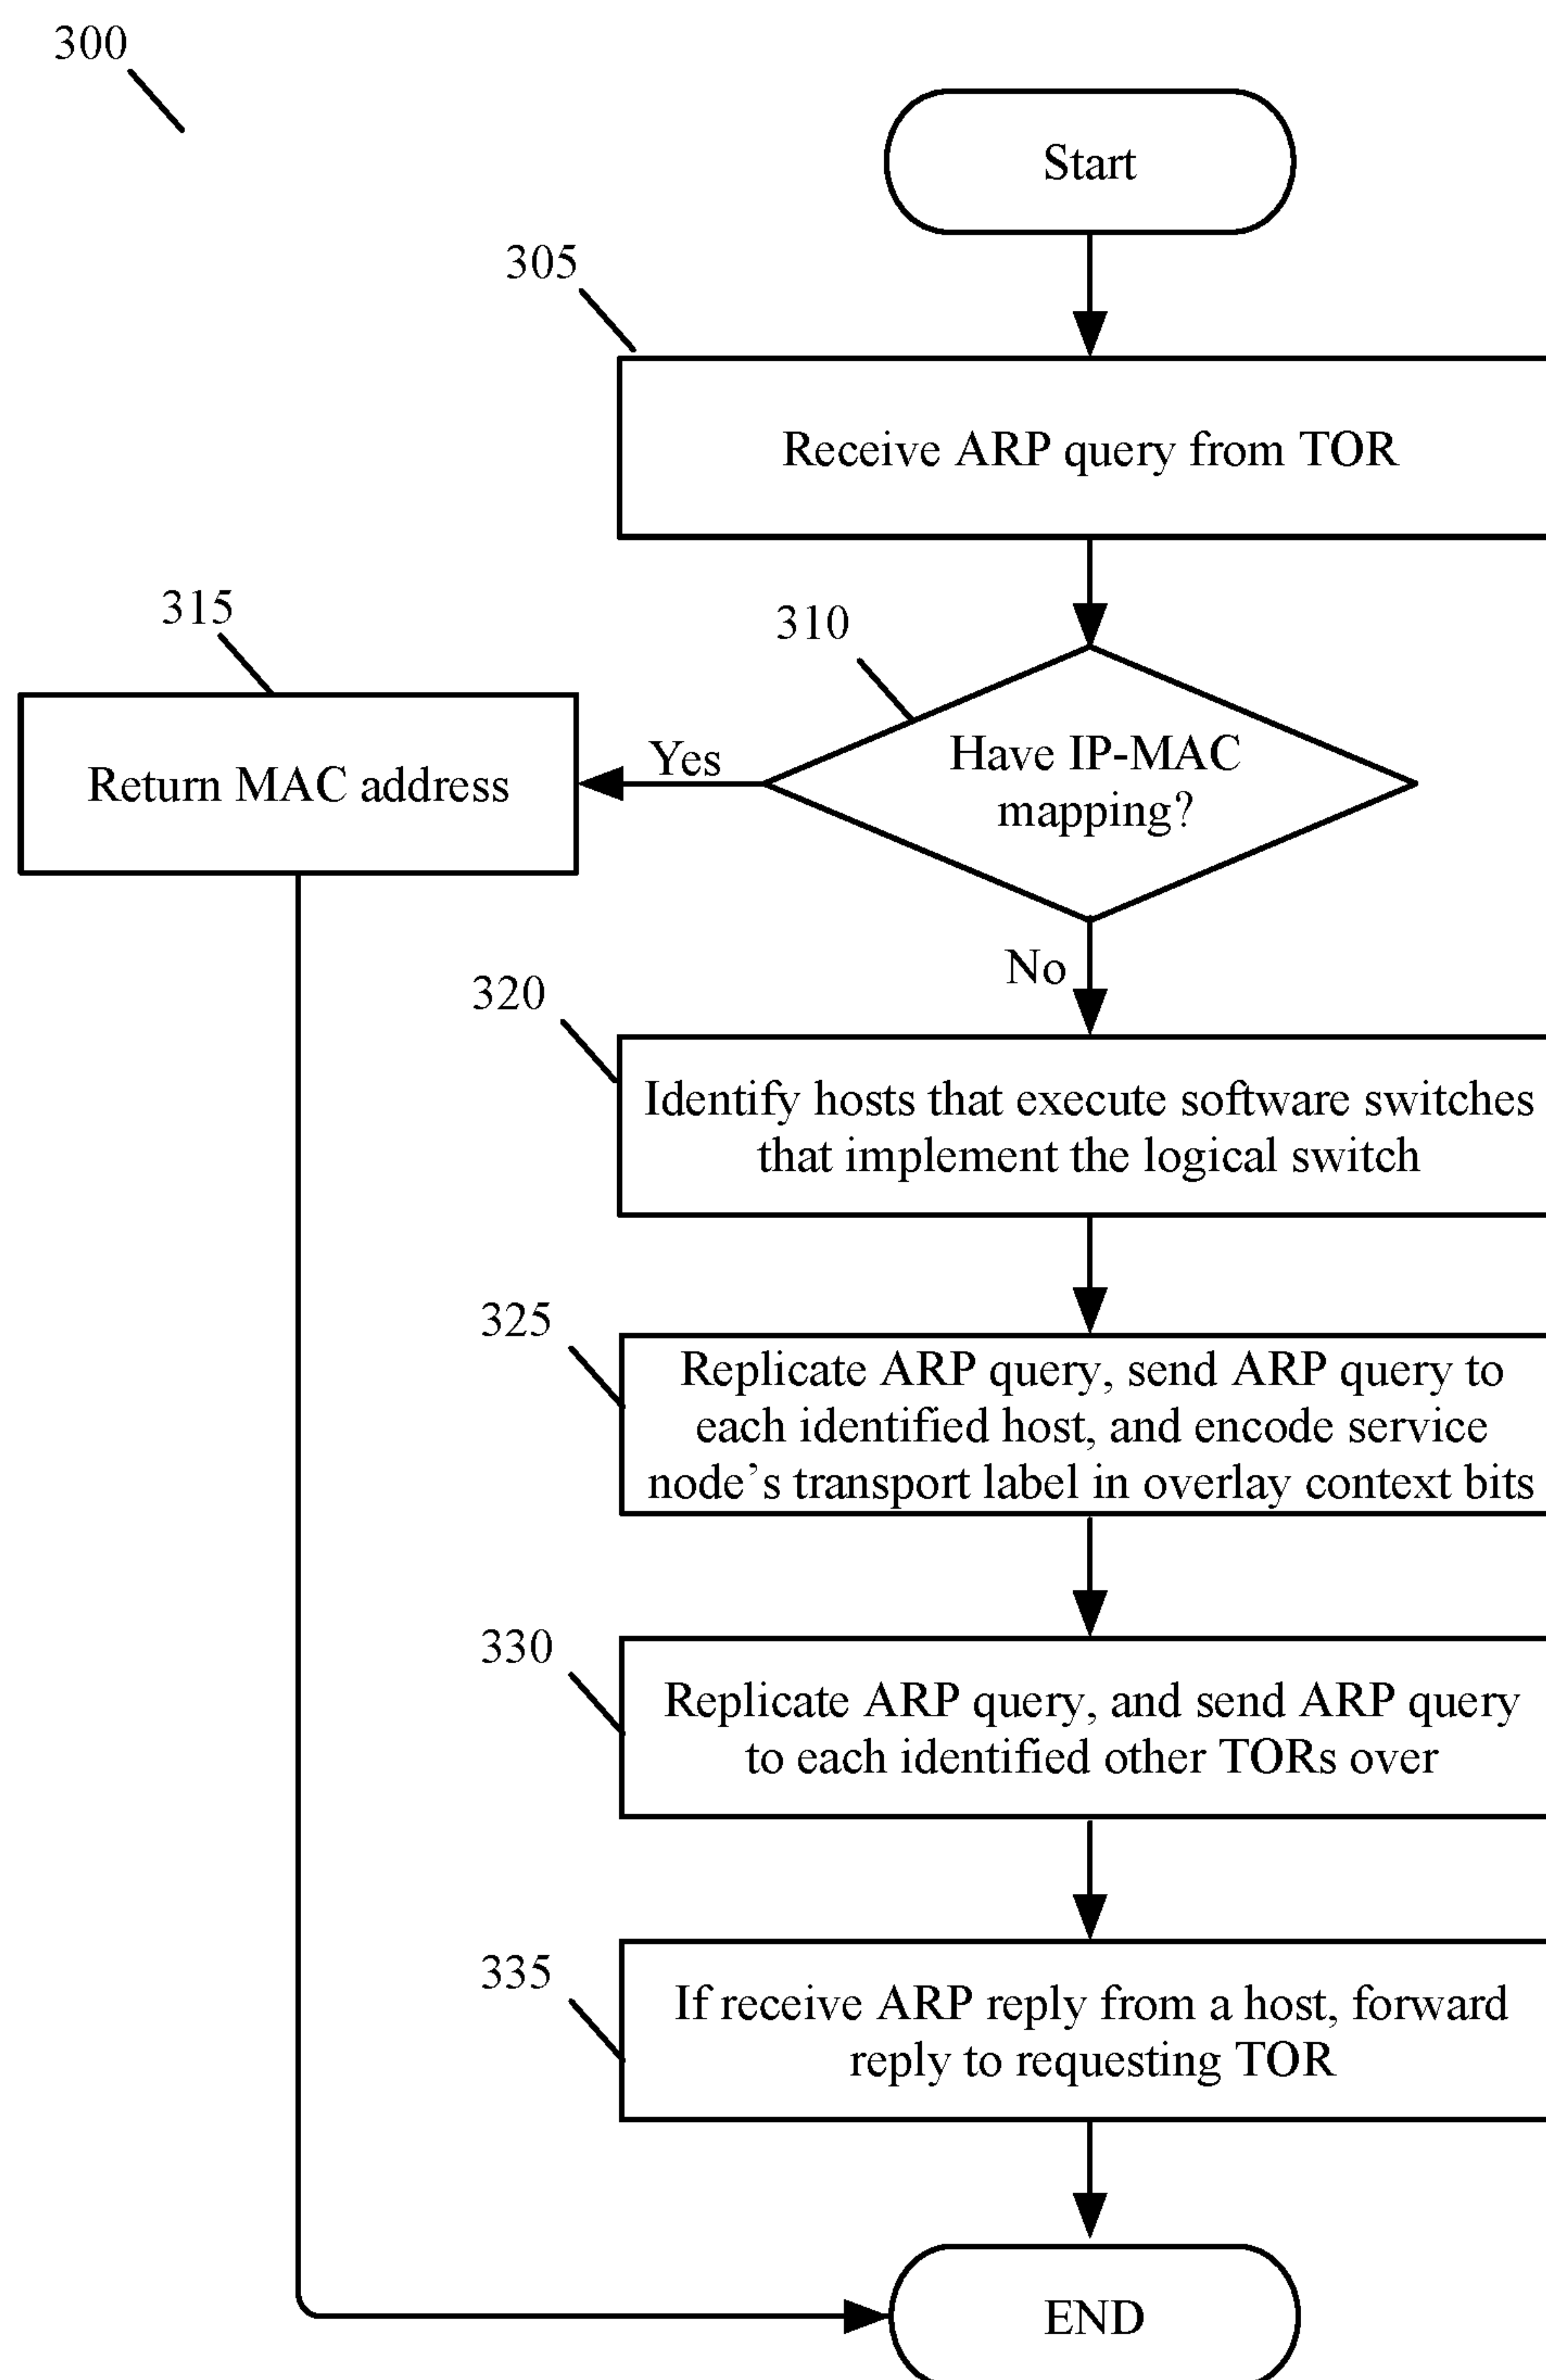 300
Start
305
Receive ARP query from TOR
315
310
Return MAC address
Yes
Have IP-MAC
mapping?
No
320
Identify hosts that execute software switches
that implement the logical switch
325
Replicate ARP query, send ARP query to
each identified host, and encode service
node’s transport label in overlay context bits
330
Replicate ARP query, and send ARP query
to each identified other TORs over
335
If receive ARP reply from a host, forward
reply to requesting TOR
END